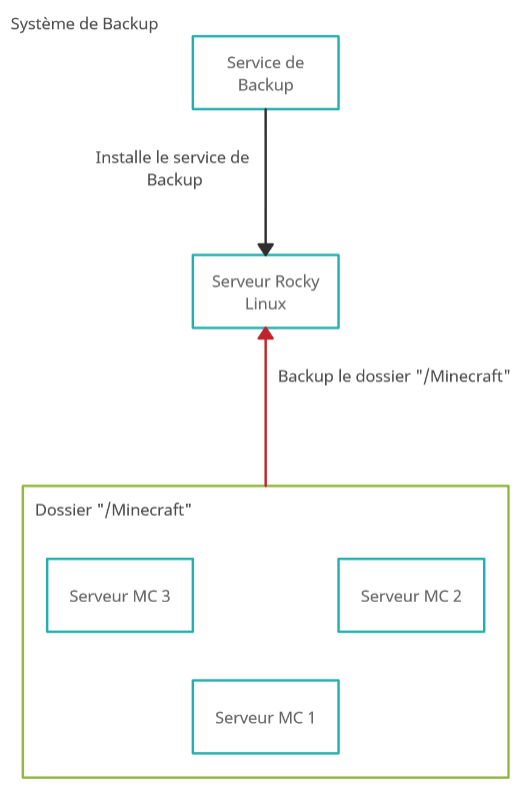 Système de Backup
Service de
Backup
Installe le service de
Backup
Serveur Rocky
Linux
Backup le dossier "/Minecraft"
Dossier "/Minecraft"
Serveur MC 3
Serveur MC 2
Serveur MC 1